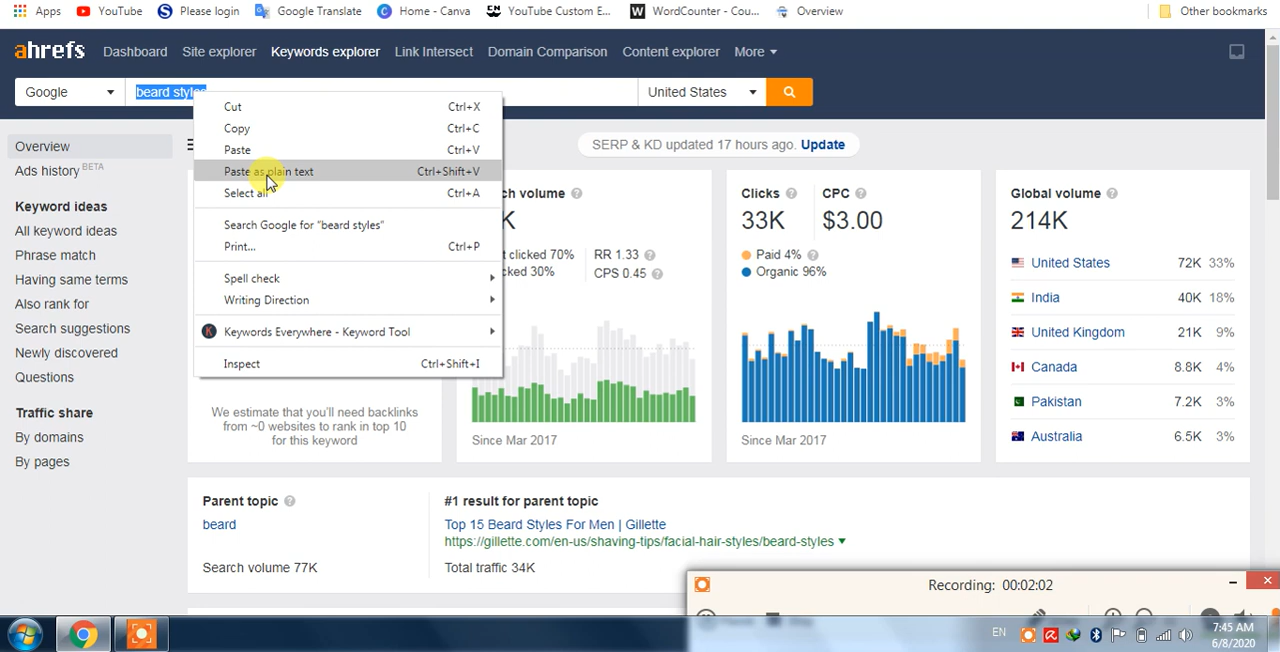 Apps YouTube Please login Google Translate Home - Canva YouTube Custom E... WordCounter - Cou... Overview Other bookmarks
ahrefs Dashboard Site explorer Keywords explorer Link Intersect Domain Comparison Content explorer More
Google beard styles United States
Overview
Ads history BETA
Keyword ideas
All keyword ideas
Phrase match
Having same terms
Also rank for
Search suggestions
Newly discovered
Questions
Traffic share
By domains
By pages
Cut Ctrl+X
Copy Ctrl+C
Paste Ctrl+V
Paste as plain text Ctrl+Shift+V
Select all Ctrl+A
Search Google for "beard styles"
Print... Ctrl+P
Spell check
Writing Direction
Keywords Everywhere - Keyword Tool
Inspect Ctrl+Shift+I
SERP & KD updated 17 hours ago. Update
We estimate that you'll need backlinks
from ~0 websites to rank in top 10
for this keyword
volume
K
clicked 70%
30%
RR 1.33
CPS 0.45
Since Mar 2017
Clicks CPC
33K $3.00
Paid 4%
Organic 96%
Since Mar 2017
Global volume
214K
United States 72K 33%
India 40K 18%
United Kingdom 21K 9%
Canada 8.8K 4%
Pakistan 7.2K 3%
Australia 6.5K 3%
Parent topic
beard
Search volume 77K
#1 result for parent topic
Top 15 Beard Styles For Men | Gillette
https://gillette.com/en-us/shaving-tips/facial-hair-styles/beard-styles
Total traffic 34K
Recording: 00:02:02
EN
7:45 AM
6/8/2020